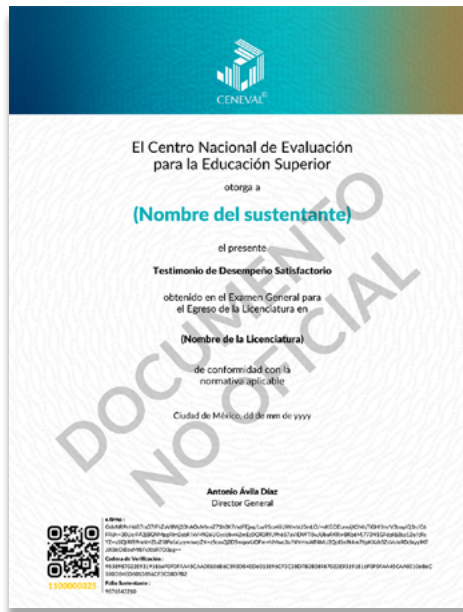 CENEVAL®
El Centro Nacional de Evaluación
para la Educación Superior
otorga a
(Nombre del sustentante)
el presente
Testimonio de Desempeño Satisfactorio
obtenido en el Examen General para
el Egreso de la Licenciatura en
(Nombre de la Licenciatura)
de conformidad con la
normativa aplicable
Ciudad de México, dd de mm de yyyy
DOCUMENTO
NO OFICIAL
Antonio Ávila Díaz
Director General
e.firma:
Cadena de Verificación:
Folio Sustentante:
1100000325